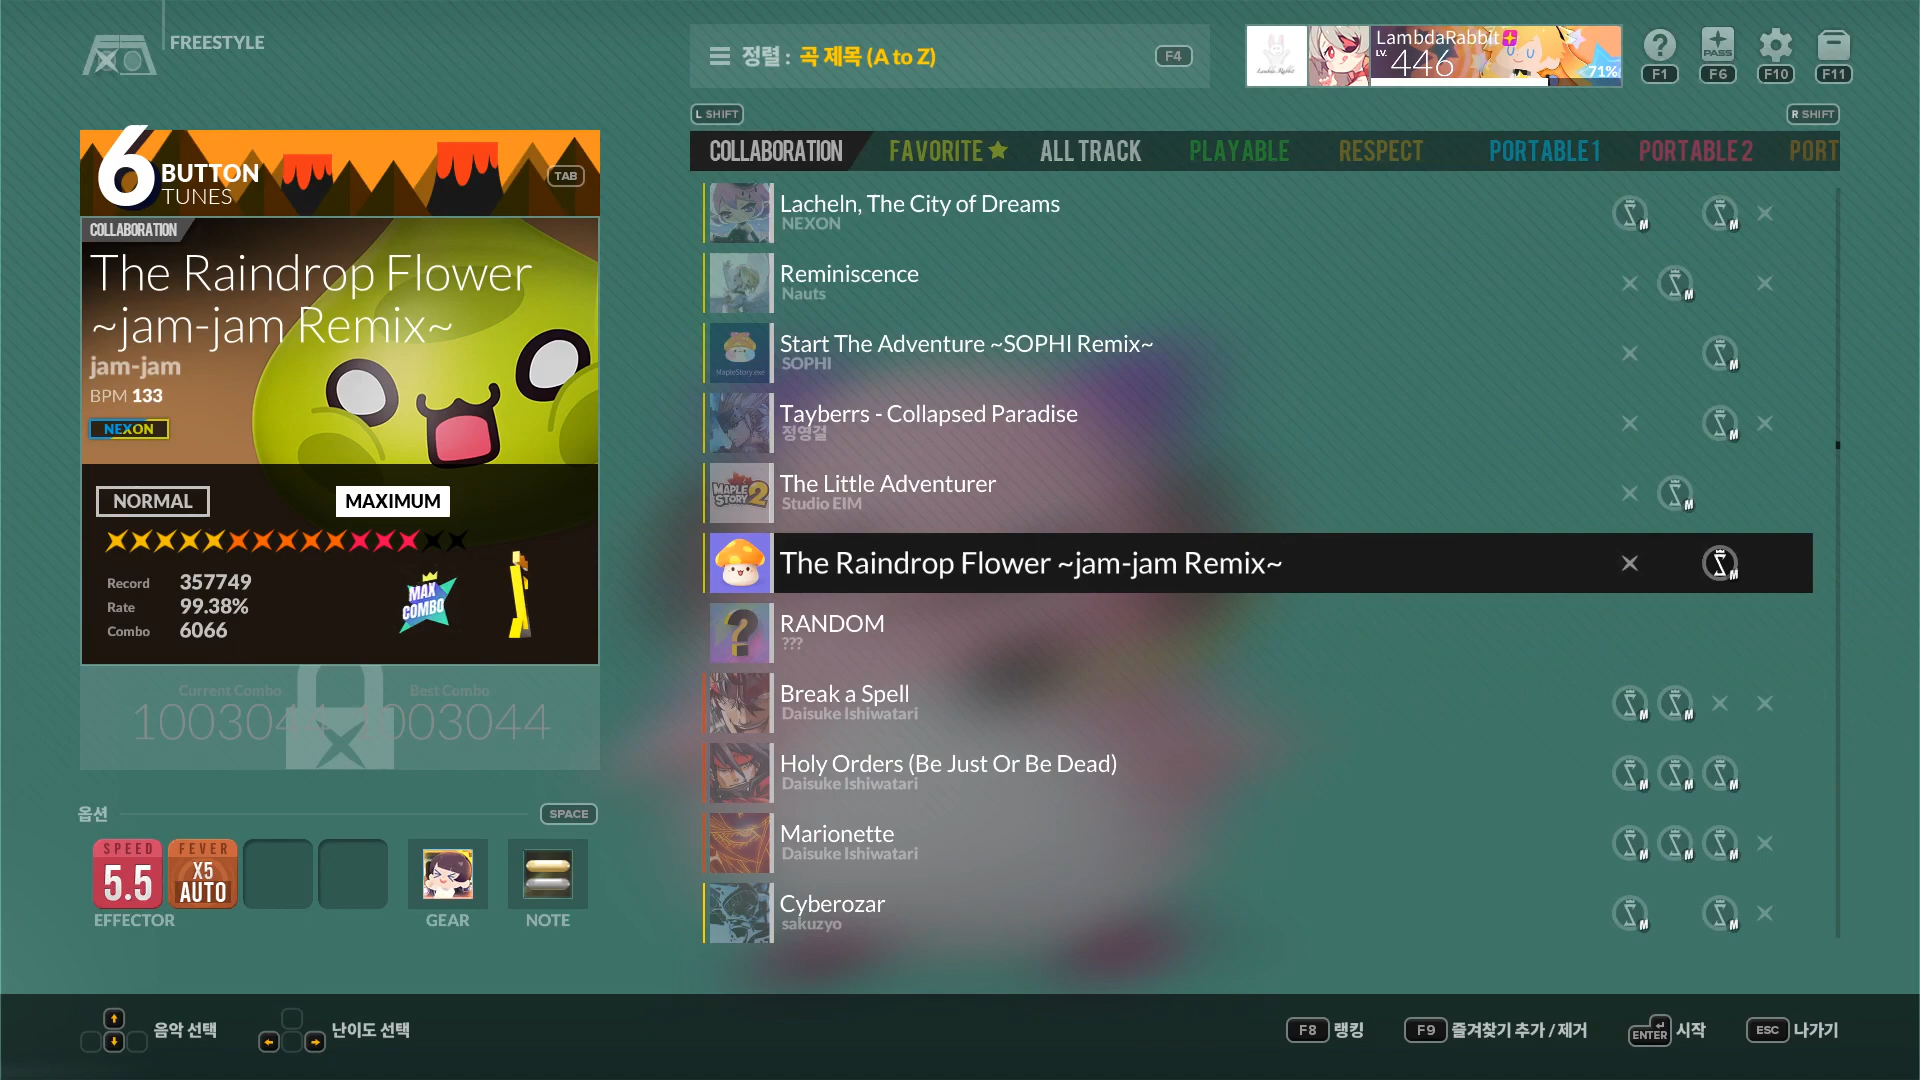 FREESTYLE
정렬 : 곡 제목 (A to Z)
F4
LambdaRabbit
LV. 446
71%
F1
PASS
F6
F10
F11
L SHIFT
R SHIFT
COLLABORATION FAVORITE ALL TRACK PLAYABLE RESPECT PORTABLE 1 PORTABLE 2 PORT
6 BUTTON
TUNES
TAB
COLLABORATION
The Raindrop Flower
~jam-jam Remix~
jam-jam
BPM 133
NEXON
NORMAL
MAXIMUM
Record 357749
Rate 99.38%
Combo 6066
MAX
COMBO
Current Combo
Best Combo
1003044
1003044
옵션
SPACE
SPEED
5.5
FEVER
X5
AUTO
EFFECTOR
GEAR
NOTE
Lacheln, The City of Dreams
NEXON
M M
Reminiscence
Nauts
M
MapleStory.exe
Start The Adventure ~SOPHI Remix~
SOPHI
M
Tayberrs - Collapsed Paradise
정영걸
M
MAPLE
STORY 2
The Little Adventurer
Studio EIM
M
The Raindrop Flower ~jam-jam Remix~
M
?
RANDOM
???
Break a Spell
Daisuke Ishiwatari
M M
Holy Orders (Be Just Or Be Dead)
Daisuke Ishiwatari
M M M
Marionette
Daisuke Ishiwatari
M M M
Cyberozar
sakuzyo
M M
음악 선택
난이도 선택
F8 랭킹
F9 즐겨찾기 추가 / 제거
ENTER 시작
ESC 나가기